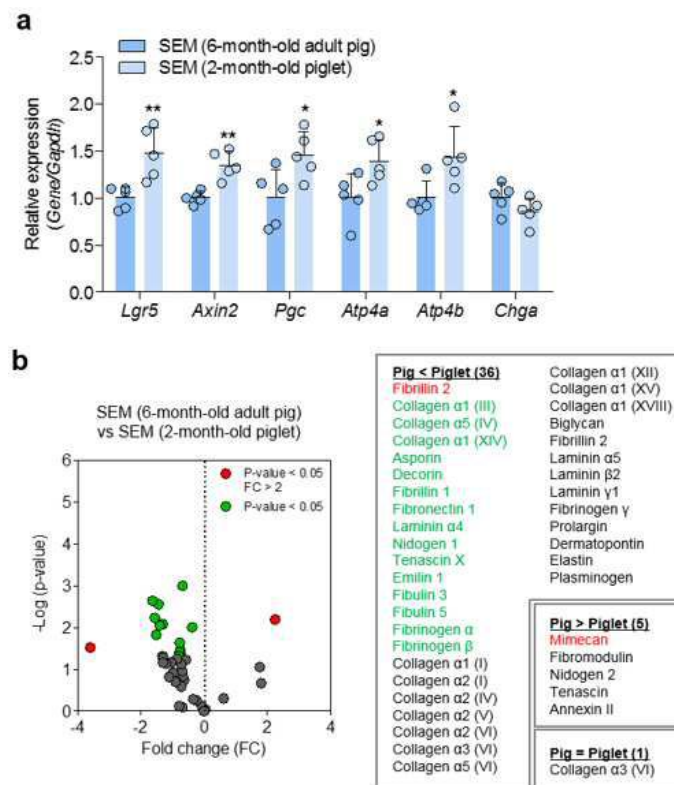 a
SEM (6-month-old adult pig)
SEM (2-month-old piglet)
Relative expression
(Gene/Gapdh)
2.5
2.0
1.5
1.0
0.5
0.0
**
**
*
*
*
Lgr5
Axin2
Pgc
Atp4a
Atp4b
Chga
b
SEM (6-month-old adult pig)
vs SEM (2-month-old piglet)
P-value < 0.05
FC > 2
P-value < 0.05
-Log (p-value)
6
5
4
3
2
1
0
-4
-2
0
2
4
Fold change (FC)
Pig < Piglet (36)
Fibrillin 2
Collagen α1 (III)
Collagen α5 (IV)
Collagen α1 (XIV)
Asporin
Decorin
Fibrillin 1
Fibronectin 1
Laminin α4
Nidogen 1
Tenascin X
Emilin 1
Fibulin 3
Fibulin 5
Fibrinogen α
Fibrinogen β
Collagen α1 (I)
Collagen α2 (I)
Collagen α2 (IV)
Collagen α2 (V)
Collagen α2 (VI)
Collagen α3 (VI)
Collagen α5 (VI)
Collagen α1 (XII)
Collagen α1 (XV)
Collagen α1 (XVIII)
Biglycan
Fibrillin 2
Laminin α5
Laminin β2
Laminin γ1
Fibrinogen γ
Prolargin
Dermatopontin
Elastin
Plasminogen
Pig > Piglet (5)
Mimecan
Fibromodulin
Nidogen 2
Tenascin
Annexin II
Pig = Piglet (1)
Collagen α3 (VI)